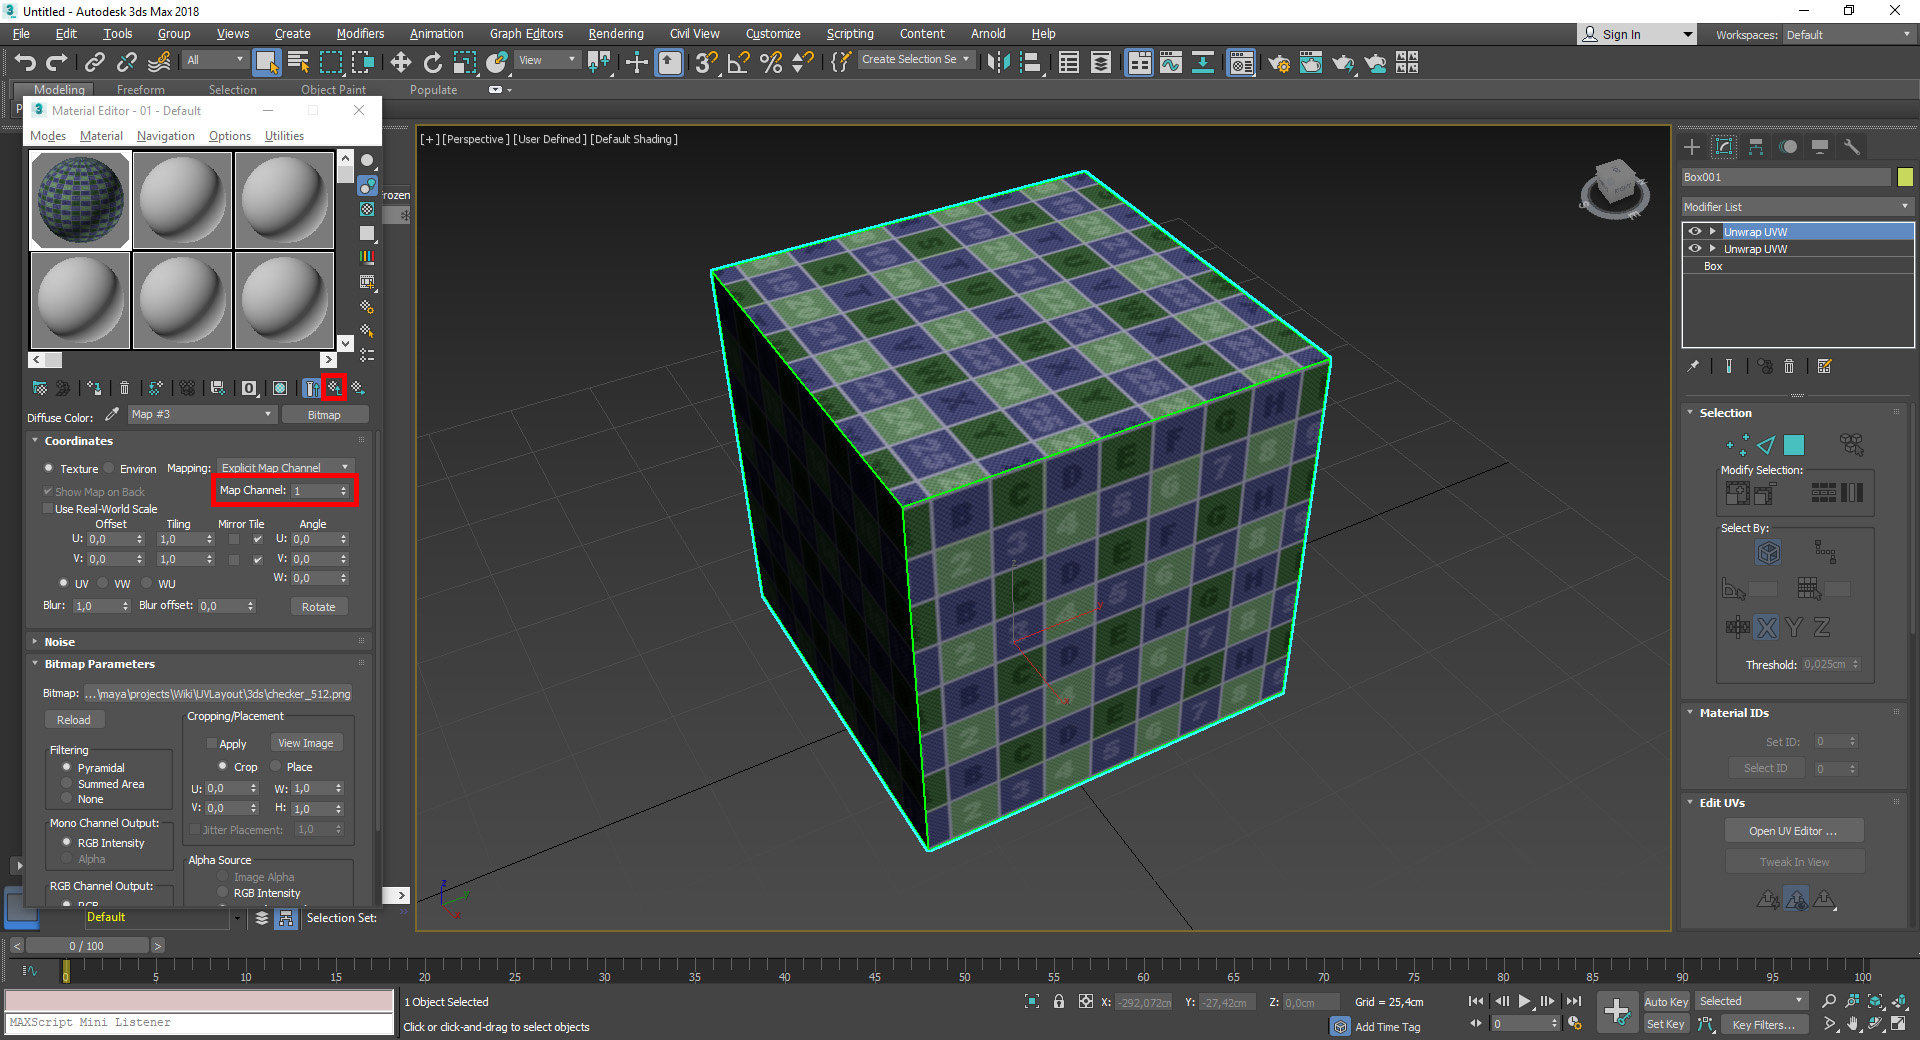 Untitled - Autodesk 3ds Max 2018
File Edit Tools Group Views Create Modifiers Animation Graph Editors Rendering Civil View Customize Scripting Content Arnold Help
Sign In
Workspaces: Default
All
View
Create Selection Se
Modeling Freeform Selection Object Paint Populate
Material Editor - 01 - Default
Modes Material Navigation Options Utilities
Frozen
Diffuse Color: Map #3 Bitmap
Coordinates
Texture Environ Mapping: Explicit Map Channel
Show Map on Back Map Channel: 1
Use Real-World Scale
Offset Tiling Mirror Tile Angle
U: 0,0 1,0 U: 0,0
V: 0,0 1,0 V: 0,0
W: 0,0
UV VW WU
Blur: 1,0 Blur offset: 0,0 Rotate
Noise
Bitmap Parameters
Bitmap: ...\maya\projects\Wiki\UVLayout\3ds\checker_512.png
Reload
Cropping/Placement
Apply View Image
Crop Place
U: 0,0 W: 1,0
V: 0,0 H: 1,0
Jitter Placement: 1,0
Filtering
Pyramidal
Summed Area
None
Mono Channel Output:
RGB Intensity
Alpha
RGB Channel Output:
RGB
Alpha Source
Image Alpha
RGB Intensity
Default
Selection Set:
[+] [Perspective ] [User Defined ] [Default Shading ]
Box001
Modifier List
Unwrap UVW
Unwrap UVW
Box
Selection
Modify Selection:
Select By:
X Y Z
Threshold: 0,025cm
Material IDs
Set ID: 0
Select ID 0
Edit UVs
Open UV Editor ...
Tweak In View
< 0 / 100 >
0 5 10 15 20 25 30 35 40 45 50 55 60 65 70 75 80 85 90 95 100
1 Object Selected
MAXScript Mini Listener
Click or click-and-drag to select objects
X: -292,072cm Y: -27,42cm Z: 0,0cm Grid = 25,4cm
Add Time Tag
0
Auto Key Selected
Set Key Key Filters...